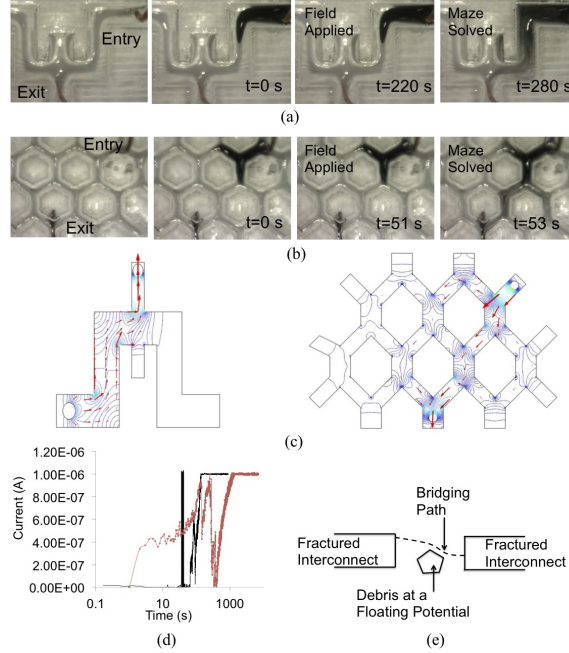 Entry
Exit
t=0 s
Field
Applied
t=220 s
Maze
Solved
t=280 s
(a)
Entry
Exit
t=0 s
Field
Applied
t=51 s
Maze
Solved
t=53 s
(b)
(c)
1.20E-06
1.00E-06
8.00E-07
6.00E-07
4.00E-07
2.00E-07
0.00E+00
Current (A)
0.1
10
1000
Time (s)
(d)
Bridging
Path
Fractured
Interconnect
Fractured
Interconnect
Debris at a
Floating Potential
(e)